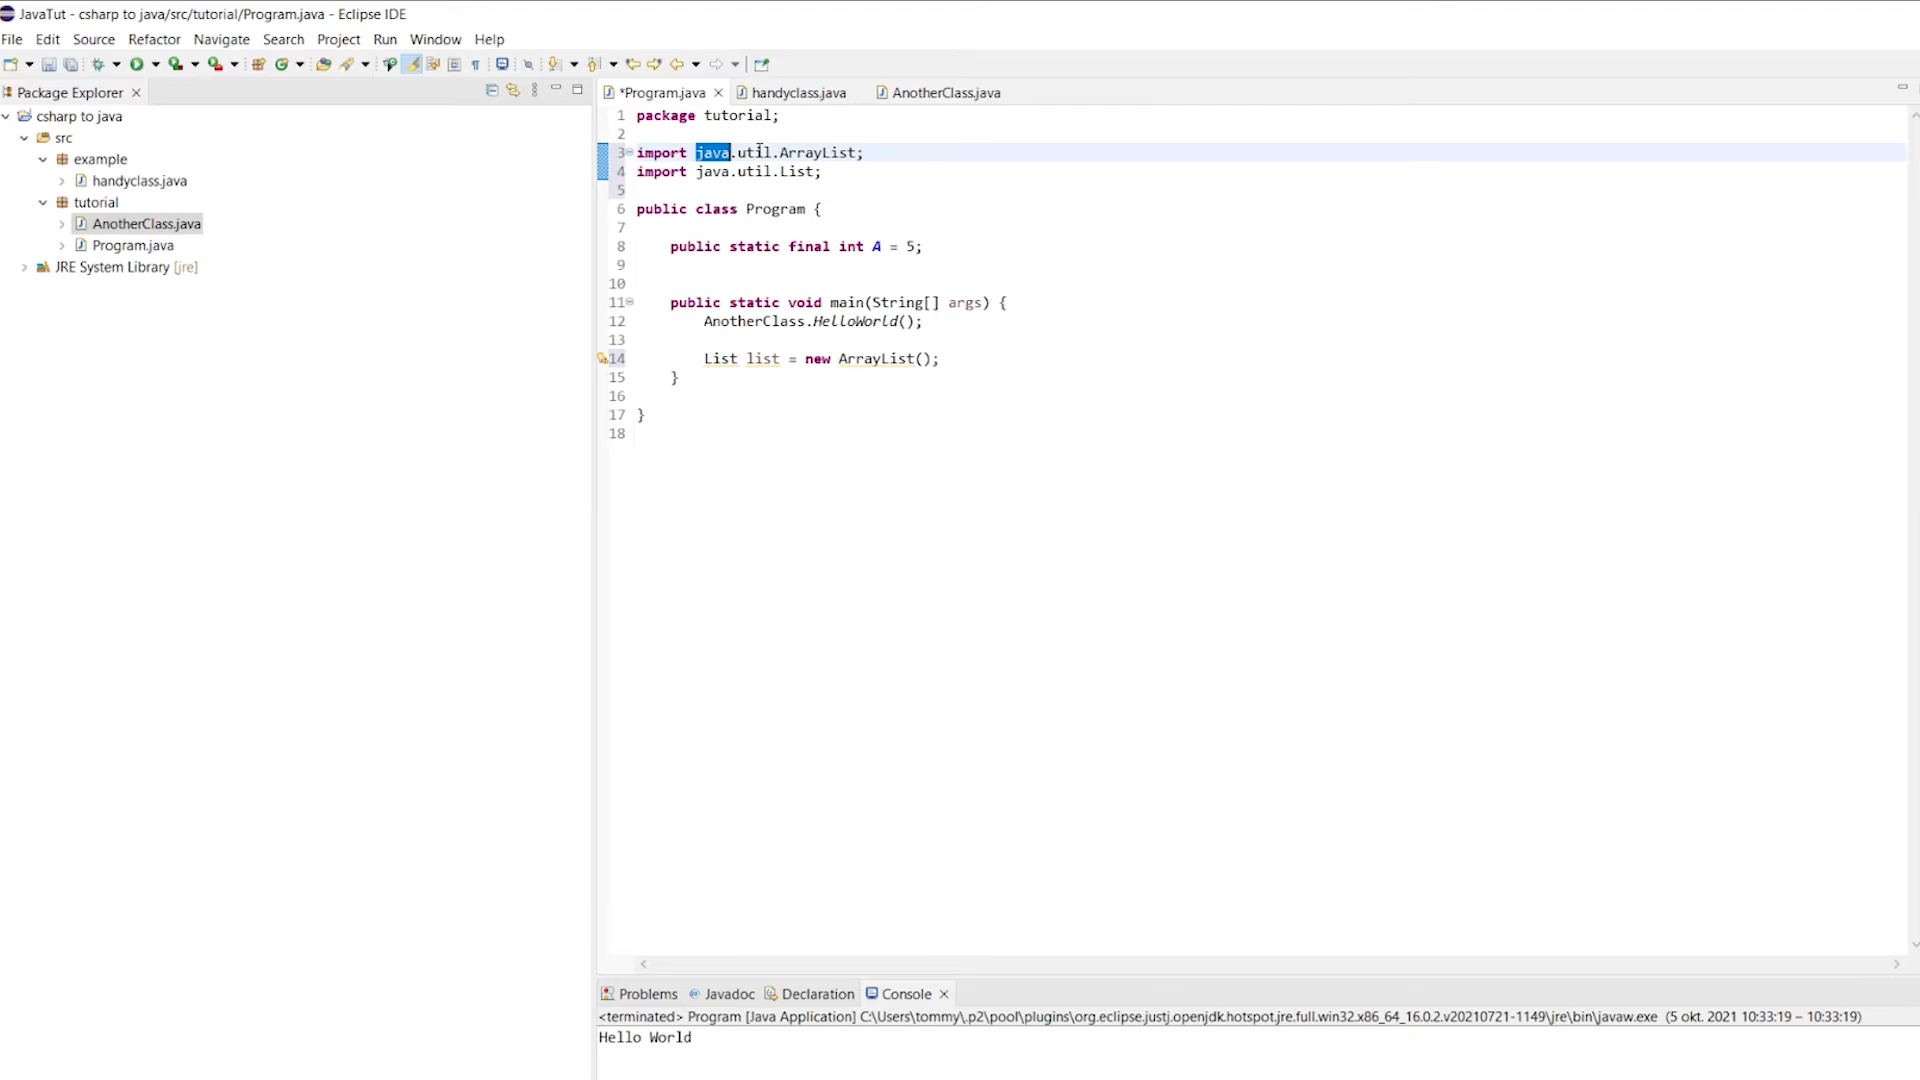 JavaTut - csharp to java/src/tutorial/Program.java - Eclipse IDE
File Edit Source Refactor Navigate Search Project Run Window Help
Package Explorer
csharp to java
src
example
handyclass.java
tutorial
AnotherClass.java
Program.java
JRE System Library [jre]
*Program.java handyclass.java AnotherClass.java
1 package tutorial;
2
3 import java.util.ArrayList;
4 import java.util.List;
5
6 public class Program {
7
8 public static final int A = 5;
9
10
11 public static void main(String[] args) {
12 AnotherClass.HelloWorld();
13
14 List list = new ArrayList();
15 }
16
17 }
18
Problems Javadoc Declaration Console
<terminated> Program [Java Application] C:\Users\tommy\.p2\pool\plugins\org.eclipse.justj.openjdk.hotspot.jre.full.win32.x86_64_16.0.2.v20210721-1149\jre\bin\javaw.exe (5 okt. 2021 10:33:19 – 10:33:19)
Hello World